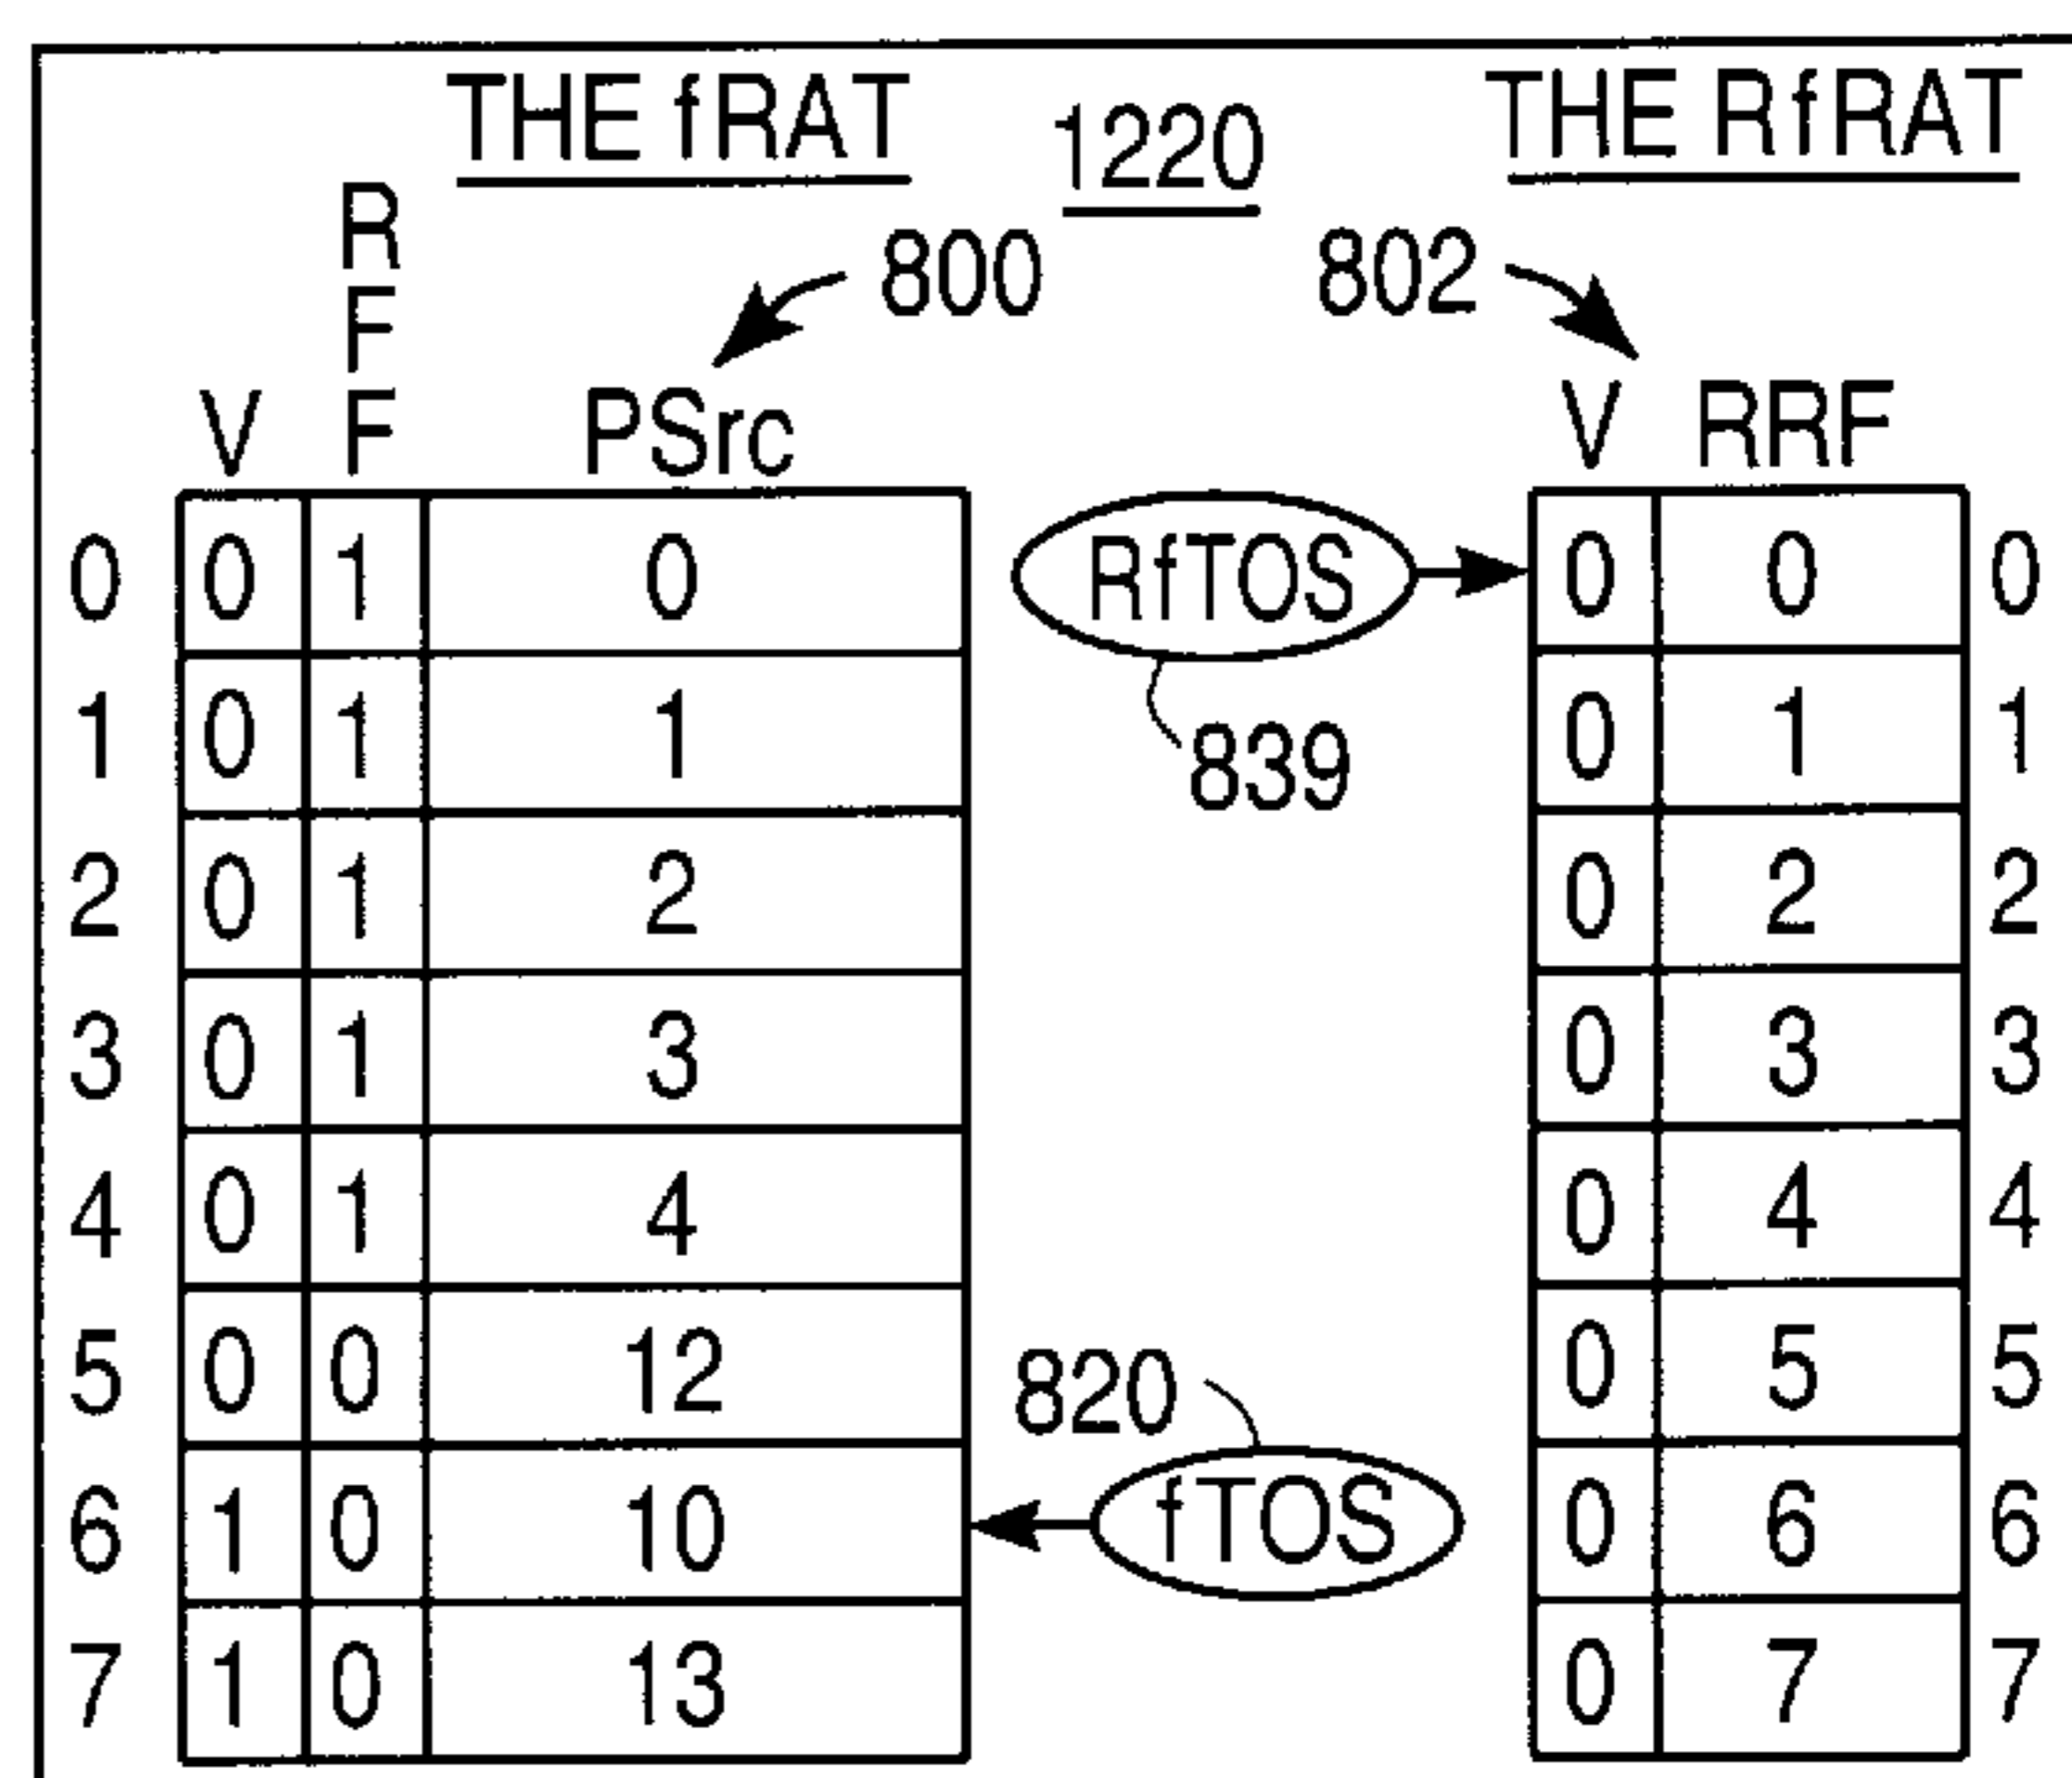 THE fRAT 1220 THE RfRAT
R
F
F
800 802
V PSrc V RRF
0 0 1 0 RfTOS 0 0 0
1 0 1 1 839 0 1 1
2 0 1 2 0 2 2
3 0 1 3 0 3 3
4 0 1 4 0 4 4
5 0 0 12 820 0 5 5
6 1 0 10 fTOS 0 6 6
7 1 0 13 0 7 7